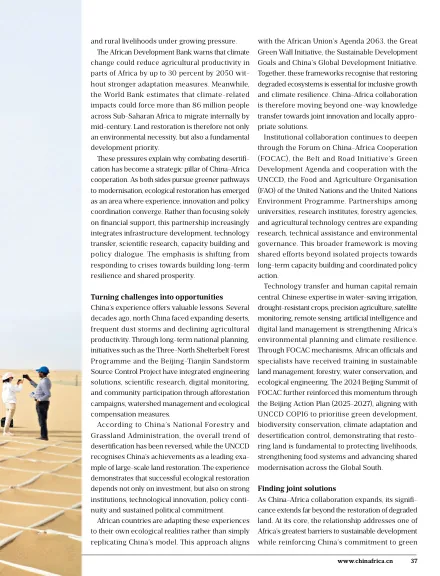 and rural livelihoods under growing pressure.
The African Development Bank warns that climate
change could reduce agricultural productivity in
parts of Africa by up to 30 percent by 2050 with-
out stronger adaptation measures. Meanwhile,
the World Bank estimates that climate-related
impacts could force more than 86 million people
across Sub-Saharan Africa to migrate internally by
mid-century. Land restoration is therefore not only
an environmental necessity, but also a fundamental
development priority.
These pressures explain why combating desertifi-
cation has become a strategic pillar of China-Africa
cooperation. As both sides pursue greener pathways
to modernisation, ecological restoration has emerged
as an area where experience, innovation and policy
coordination converge. Rather than focusing solely
on financial support, this partnership increasingly
integrates infrastructure development, technology
transfer, scientific research, capacity building and
policy dialogue. The emphasis is shifting from
responding to crises towards building long-term
resilience and shared prosperity.
Turning challenges into opportunities
China's experience offers valuable lessons. Several
decades ago, north China faced expanding deserts,
frequent dust storms and declining agricultural
productivity. Through long-term national planning,
initiatives such as the Three-North Shelterbelt Forest
Programme and the Beijing-Tianjin Sandstorm
Source Control Project have integrated engineering
solutions, scientific research, digital monitoring,
and community participation through afforestation
campaigns, watershed management and ecological
compensation measures.
According to China's National Forestry and
Grassland Administration, the overall trend of
desertification has been reversed, while the UNCCD
recognises China's achievements as a leading exam-
ple of large-scale land restoration. The experience
demonstrates that successful ecological restoration
depends not only on investment, but also on strong
institutions, technological innovation, policy conti-
nuity and sustained political commitment.
African countries are adapting these experiences
to their own ecological realities rather than simply
replicating China's model. This approach aligns
with the African Union's Agenda 2063, the Great
Green Wall Initiative, the Sustainable Development
Goals and China's Global Development Initiative.
Together, these frameworks recognise that restoring
degraded ecosystems is essential for inclusive growth
and climate resilience. China-Africa collaboration
is therefore moving beyond one-way knowledge
transfer towards joint innovation and locally appro-
priate solutions.
Institutional collaboration continues to deepen
through the Forum on China-Africa Cooperation
(FOCAC), the Belt and Road Initiative's Green
Development Agenda and cooperation with the
UNCCD, the Food and Agriculture Organisation
(FAO) of the United Nations and the United Nations
Environment Programme. Partnerships among
universities, research institutes, forestry agencies,
and agricultural technology centres are expanding
research, technical assistance and environmental
governance. This broader framework is moving
shared efforts beyond isolated projects towards
long-term capacity building and coordinated policy
action.
Technology transfer and human capital remain
central. Chinese expertise in water-saving irrigation,
drought-resistant crops, precision agriculture, satellite
monitoring, remote sensing, artificial intelligence and
digital land management is strengthening Africa's
environmental planning and climate resilience.
Through FOCAC mechanisms, African officials and
specialists have received training in sustainable
land management, forestry, water conservation, and
ecological engineering. The 2024 Beijing Summit of
FOCAC further reinforced this momentum through
the Beijing Action Plan (2025-2027), aligning with
UNCCD COP16 to prioritise green development,
biodiversity conservation, climate adaptation and
desertification control, demonstrating that resto-
ring land is fundamental to protecting livelihoods,
strengthening food systems and advancing shared
modernisation across the Global South.
Finding joint solutions
As China-Africa collaboration expands, its signifi-
cance extends far beyond the restoration of degraded
land. At its core, the relationship addresses one of
Africa's greatest barriers to sustainable development
while reinforcing China's commitment to green
www.chinafrica.cn 37